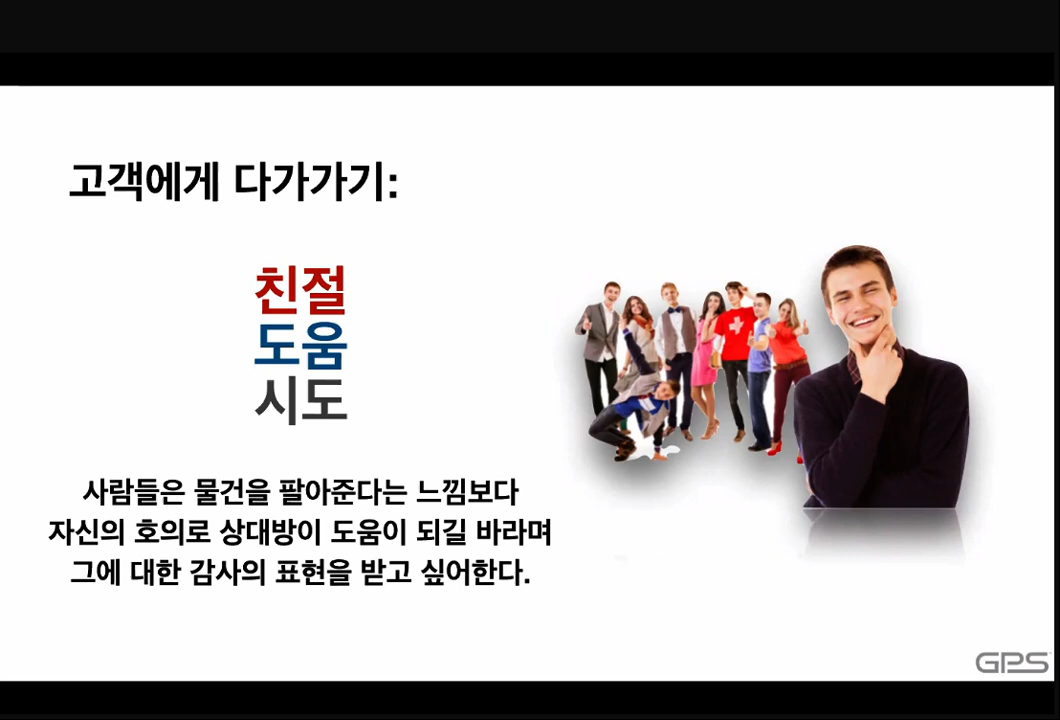 고객에게 다가가기:
친절
도움
시도
사람들은 물건을 팔아준다는 느낌보다
자신의 호의로 상대방이 도움이 되길 바라며
그에 대한 감사의 표현을 받고 싶어한다.
GPS